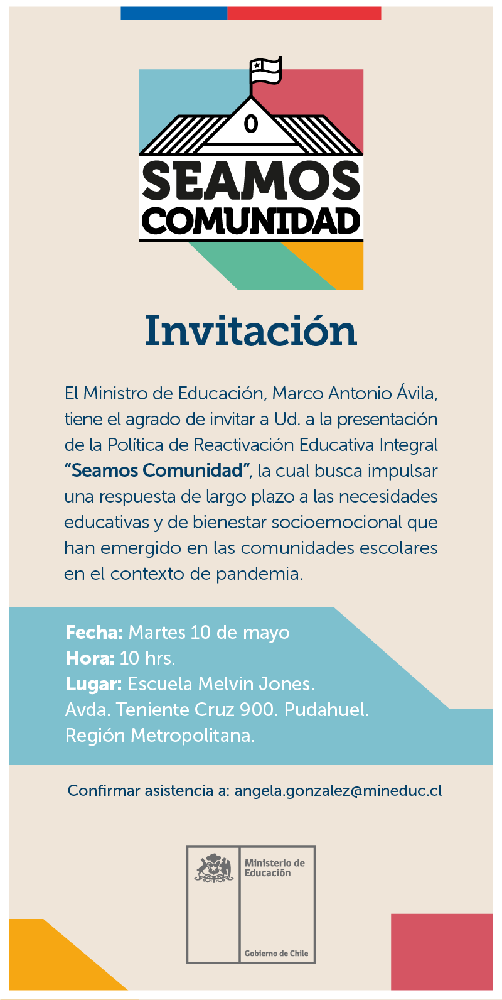 SEAMOS
COMUNIDAD
Invitación
El Ministro de Educación, Marco Antonio Ávila,
tiene el agrado de invitar a Ud. a la presentación
de la Política de Reactivación Educativa Integral
“Seamos Comunidad”, la cual busca impulsar
una respuesta de largo plazo a las necesidades
educativas y de bienestar socioemocional que
han emergido en las comunidades escolares
en el contexto de pandemia.
Fecha: Martes 10 de mayo
Hora: 10 hrs.
Lugar: Escuela Melvin Jones.
Avda. Teniente Cruz 900. Pudahuel.
Región Metropolitana.
Confirmar asistencia a: angela.gonzalez@mineduc.cl
Ministerio de
Educación
Gobierno de Chile